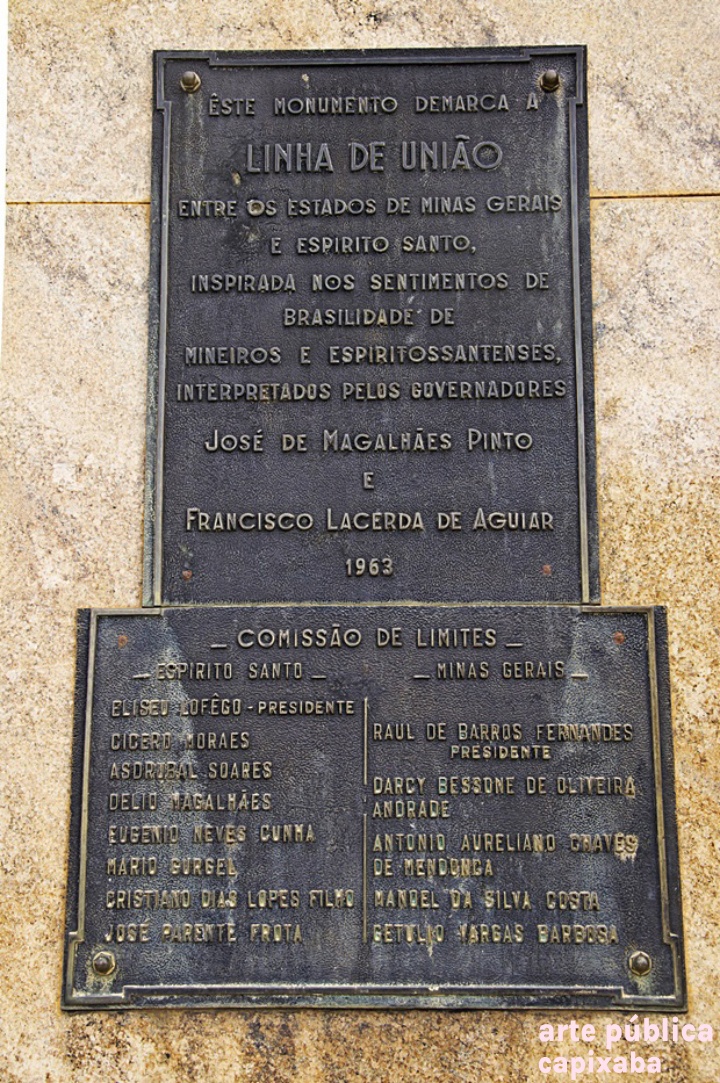 ÊSTE MONUMENTO DEMARCA A
LINHA DE UNIÃO
ENTRE OS ESTADOS DE MINAS GERAIS
E ESPIRITO SANTO,
INSPIRADA NOS SENTIMENTOS DE
BRASILIDADE DE
MINEIROS E ESPIRITOSSANTENSES,
INTERPRETADOS PELOS GOVERNADORES
JOSÉ DE MAGALHÃES PINTO
E
FRANCISCO LACERDA DE AGUIAR
1963
_ COMISSÃO DE LIMITES _
_ ESPIRITO SANTO _
ELISEU LOFÊGO - PRESIDENTE
CICERO MORAES
ASDRUBAL SOARES
DELIO MAGALHÃES
EUGENIO NEVES CUNHA
MARIO GURGEL
CRISTIANO DIAS LOPES FILHO
JOSE PARENTE FROTA
_ MINAS GERAIS _
RAUL DE BARROS FERNANDES
PRESIDENTE
DARCY BESSONE DE OLIVEIRA
ANDRADE
ANTONIO AURELIANO CHAVES
DE MENDONCA
MANOEL DA SILVA COSTA
GETULIO VARGAS BARBOSA
arte pública
capixaba